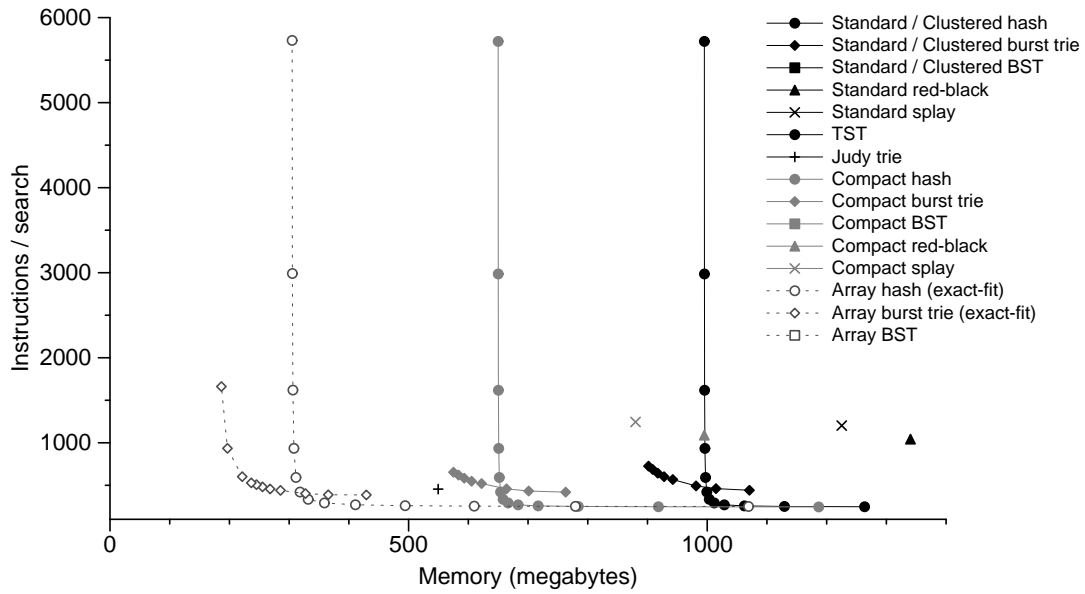 6000
5000
4000
3000
2000
1000
Instructions / search
0
500
1000
Memory (megabytes)
Standard / Clustered hash
Standard / Clustered burst trie
Standard / Clustered BST
Standard red-black
Standard splay
TST
Judy trie
Compact hash
Compact burst trie
Compact BST
Compact red-black
Compact splay
Array hash (exact-fit)
Array burst trie (exact-fit)
Array BST